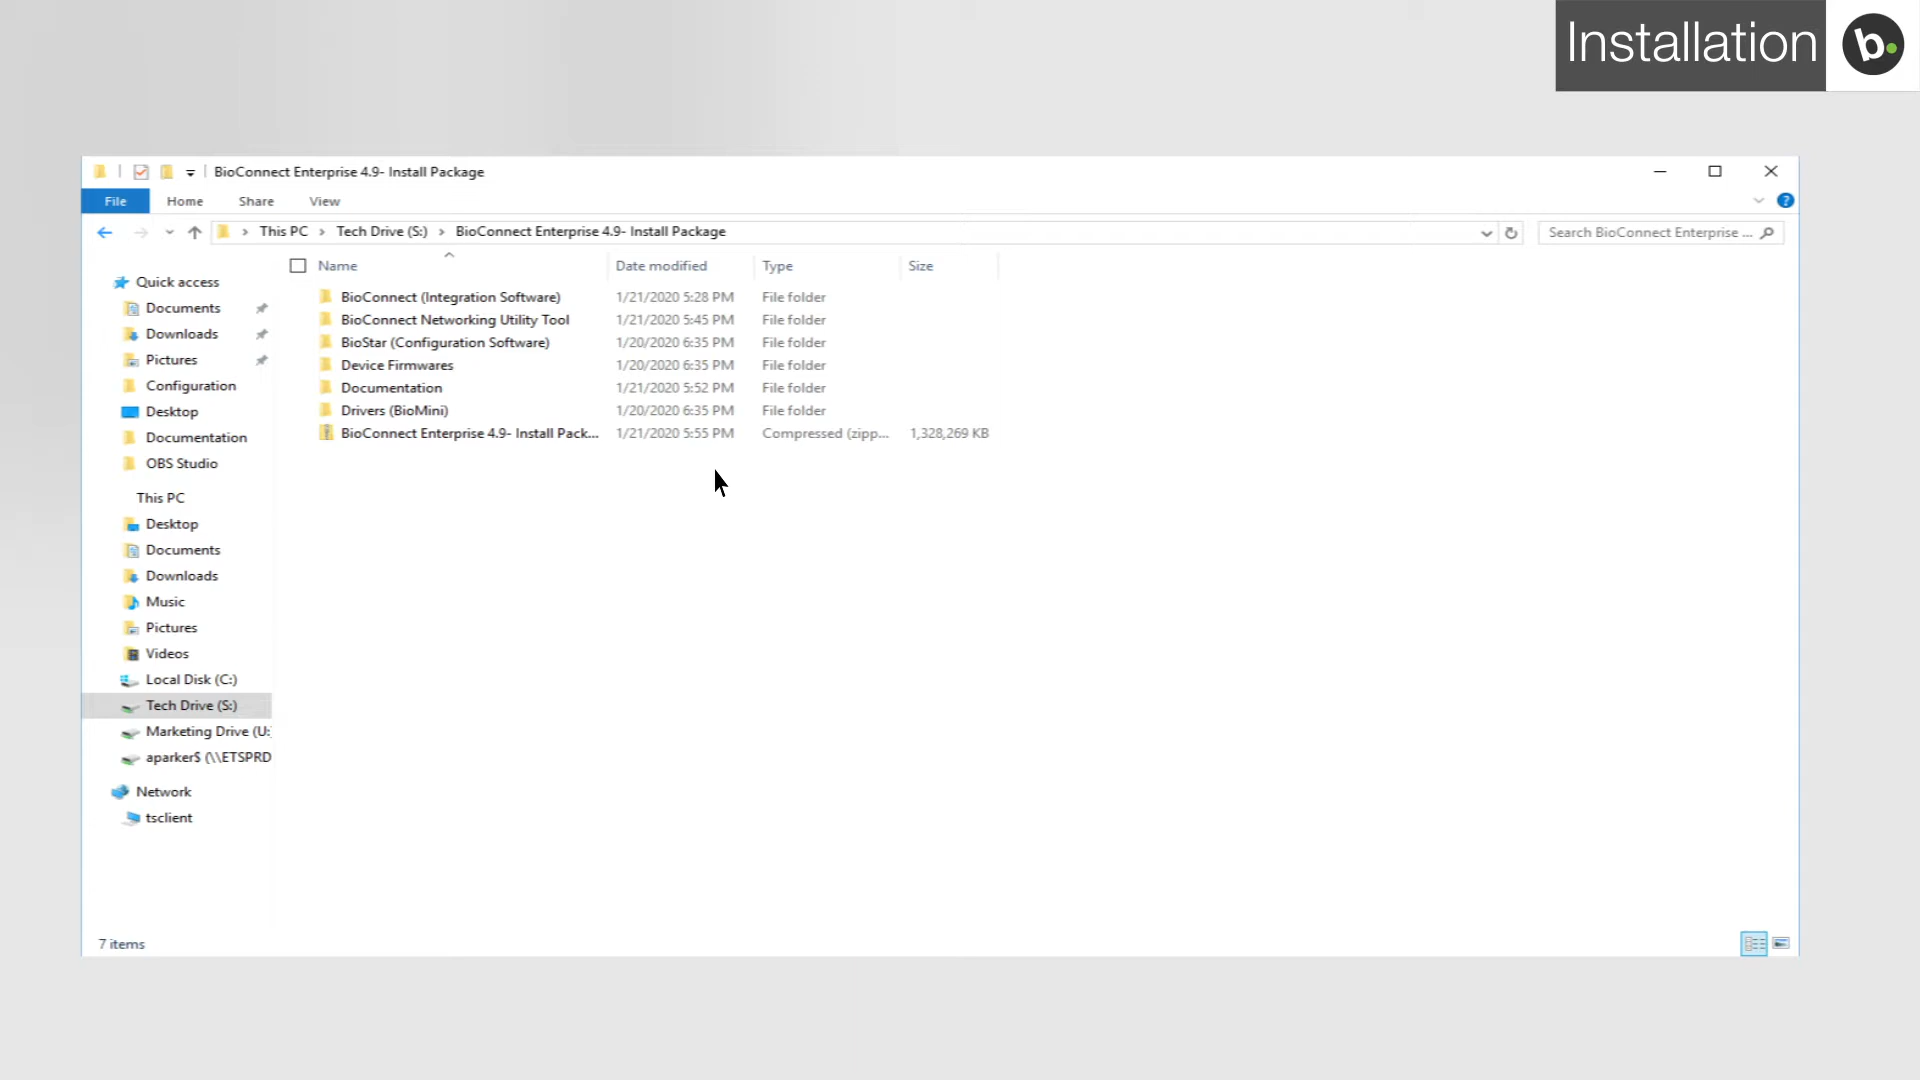 Installation
b.
BioConnect Enterprise 4.9- Install Package
File Home Share View
This PC Tech Drive (S:) BioConnect Enterprise 4.9- Install Package
Search BioConnect Enterprise ...
Name Date modified Type Size
BioConnect (Integration Software) 1/21/2020 5:28 PM File folder
BioConnect Networking Utility Tool 1/21/2020 5:45 PM File folder
BioStar (Configuration Software) 1/20/2020 6:35 PM File folder
Device Firmwares 1/20/2020 6:35 PM File folder
Documentation 1/21/2020 5:52 PM File folder
Drivers (BioMini) 1/20/2020 6:35 PM File folder
BioConnect Enterprise 4.9- Install Pack... 1/21/2020 5:55 PM Compressed (zipp... 1,328,269 KB
Quick access
Documents
Downloads
Pictures
Configuration
Desktop
Documentation
OBS Studio
This PC
Desktop
Documents
Downloads
Music
Pictures
Videos
Local Disk (C:)
Tech Drive (S:)
Marketing Drive (U:
aparker$ (\\ETSPRD
Network
tsclient
7 items